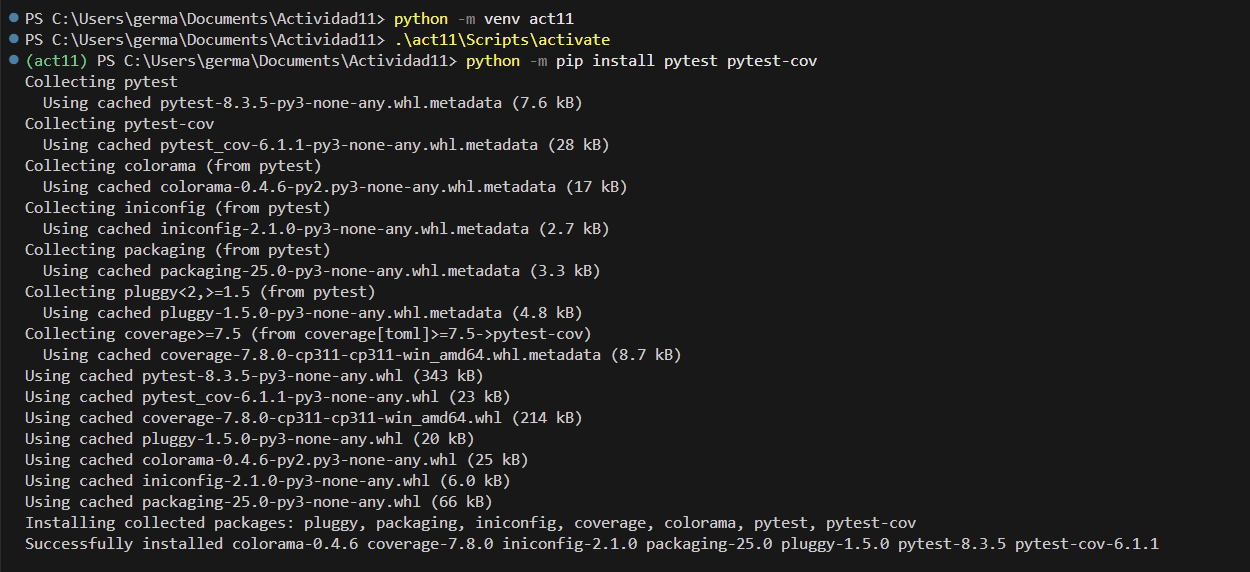 PS C:\Users\germa\Documents\Actividad11> python -m venv act11
PS C:\Users\germa\Documents\Actividad11> .\act11\Scripts\activate
(act11) PS C:\Users\germa\Documents\Actividad11> python -m pip install pytest pytest-cov
Collecting pytest
  Using cached pytest-8.3.5-py3-none-any.whl.metadata (7.6 kB)
Collecting pytest-cov
  Using cached pytest_cov-6.1.1-py3-none-any.whl.metadata (28 kB)
Collecting colorama (from pytest)
  Using cached colorama-0.4.6-py2.py3-none-any.whl.metadata (17 kB)
Collecting iniconfig (from pytest)
  Using cached iniconfig-2.1.0-py3-none-any.whl.metadata (2.7 kB)
Collecting packaging (from pytest)
  Using cached packaging-25.0-py3-none-any.whl.metadata (3.3 kB)
Collecting pluggy<2,>=1.5 (from pytest)
  Using cached pluggy-1.5.0-py3-none-any.whl.metadata (4.8 kB)
Collecting coverage>=7.5 (from coverage[toml]>=7.5->pytest-cov)
  Using cached coverage-7.8.0-cp311-cp311-win_amd64.whl.metadata (8.7 kB)
Using cached pytest-8.3.5-py3-none-any.whl (343 kB)
Using cached pytest_cov-6.1.1-py3-none-any.whl (23 kB)
Using cached coverage-7.8.0-cp311-cp311-win_amd64.whl (214 kB)
Using cached pluggy-1.5.0-py3-none-any.whl (20 kB)
Using cached colorama-0.4.6-py2.py3-none-any.whl (25 kB)
Using cached iniconfig-2.1.0-py3-none-any.whl (6.0 kB)
Using cached packaging-25.0-py3-none-any.whl (66 kB)
Installing collected packages: pluggy, packaging, iniconfig, coverage, colorama, pytest, pytest-cov
Successfully installed colorama-0.4.6 coverage-7.8.0 iniconfig-2.1.0 packaging-25.0 pluggy-1.5.0 pytest-8.3.5 pytest-cov-6.1.1